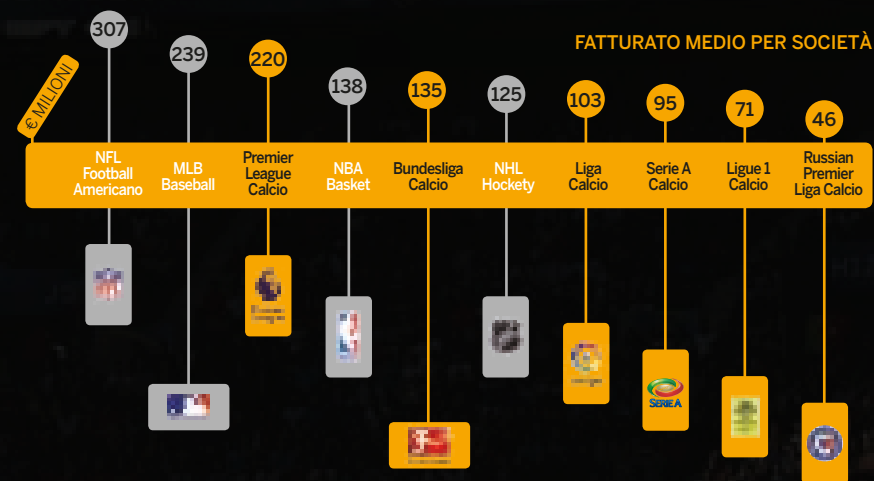 FATTURATO MEDIO PER SOCIETÀ
€ MILIONI
307
239
220
138
135
125
103
95
71
46
NFL
Football
Americano
MLB
Baseball
Premier
League
Calcio
NBA
Basket
Bundesliga
Calcio
NHL
Hockety
Liga
Calcio
Serie A
Calcio
Ligue 1
Calcio
Russian
Premier
Liga Calcio
SERIE A